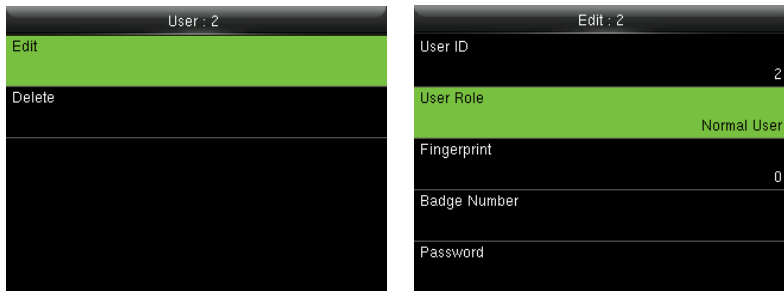 User : 2
Edit
Delete
Edit : 2
User ID
2
User Role
Normal User
Fingerprint
0
Badge Number
Password